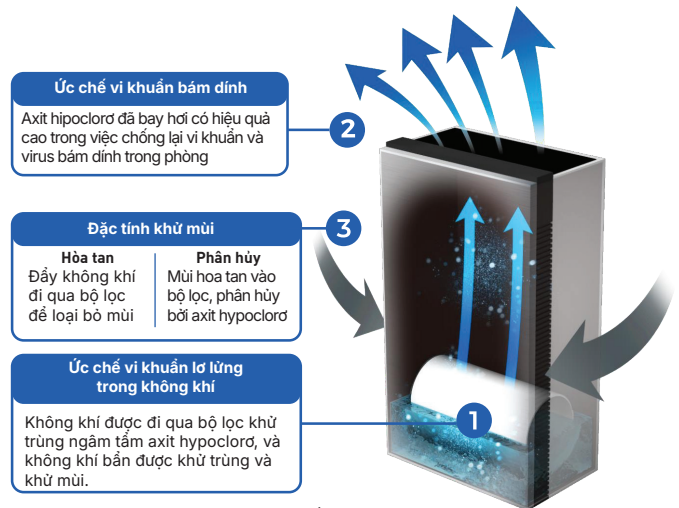 Ức chế vi khuẩn bám dính
Axit hipocloro đã bay hơi có hiệu quả
cao trong việc chống lại vi khuẩn và
virus bám dính trong phòng
2
Đặc tính khử mùi
3
Hòa tan
Đẩy không khí
đi qua bộ lọc
để loại bỏ mùi
Phân hủy
Mùi hoa tan vào
bộ lọc, phân hủy
bởi axit hypocloro
Ức chế vi khuẩn lơ lửng
trong không khí
Không khí được đi qua bộ lọc khử
trùng ngâm tẩm axit hypocloro, và
không khí bẩn được khử trùng và
khử mùi.
1